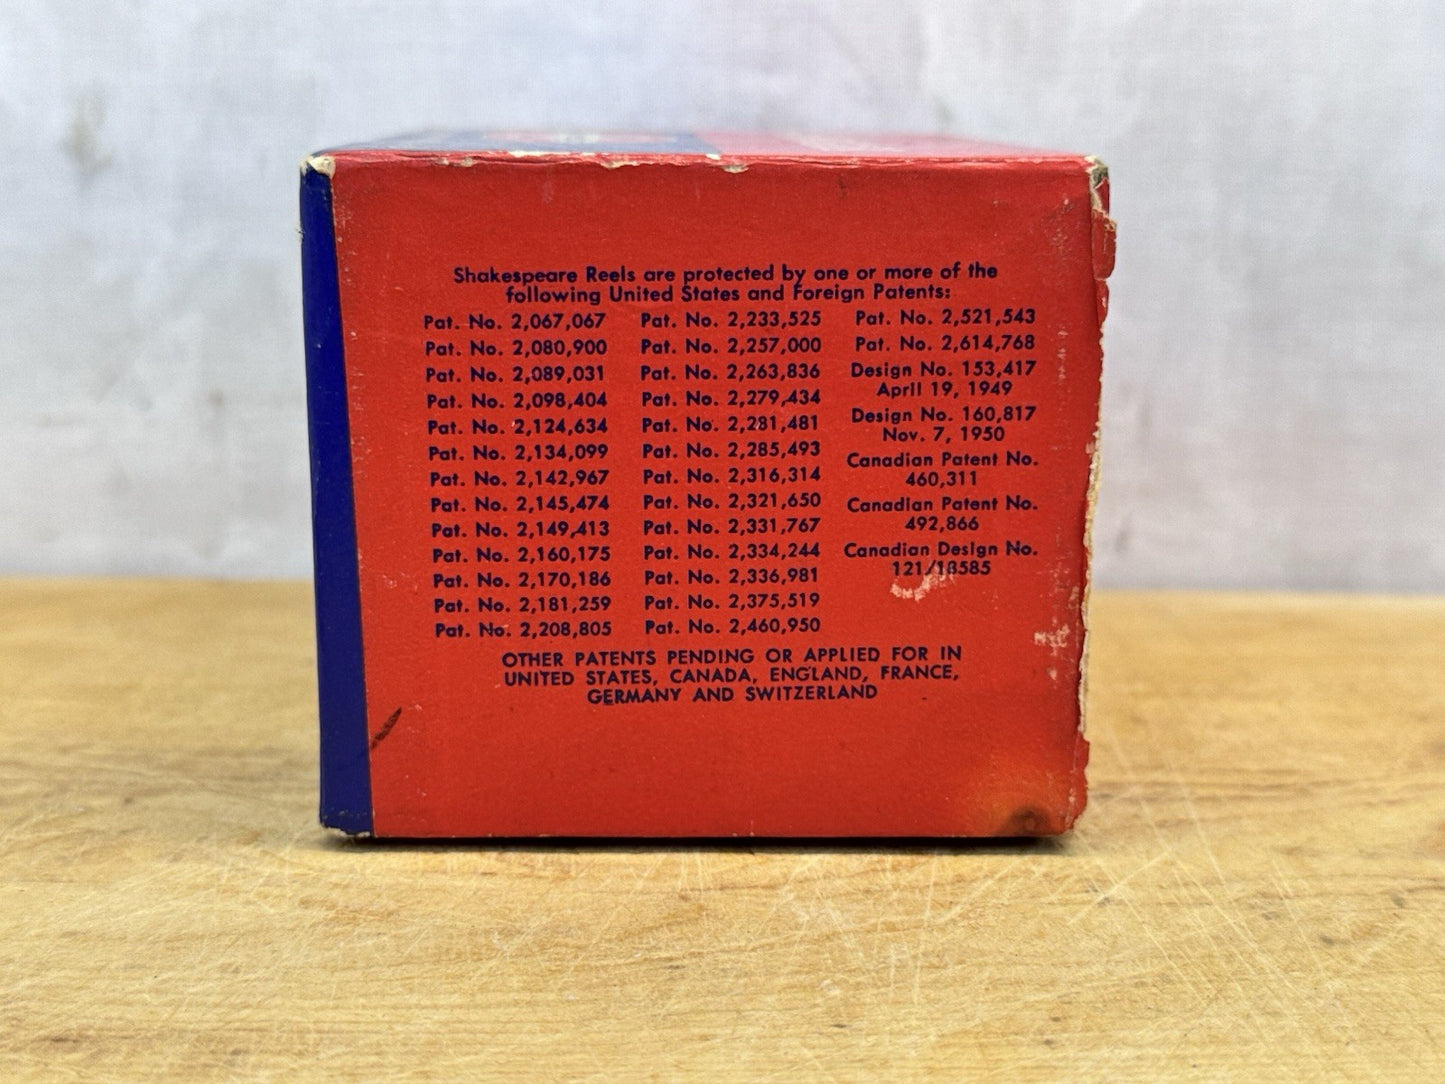 Shakespeare Reels are protected by one or more of the
following United States and Foreign Patents:
Pat. No. 2,067,067
Pat. No. 2,080,900
Pat. No. 2,089,031
Pat. No. 2,098,404
Pat. No. 2,124,634
Pat. No. 2,134,099
Pat. No. 2,142,967
Pat. No. 2,145,474
Pat. No. 2,149,413
Pat. No. 2,160,175
Pat. No. 2,170,186
Pat. No. 2,181,259
Pat. No. 2,208,805
Pat. No. 2,233,525
Pat. No. 2,257,000
Pat. No. 2,263,836
Pat. No. 2,279,434
Pat. No. 2,281,481
Pat. No. 2,285,493
Pat. No. 2,316,314
Pat. No. 2,321,650
Pat. No. 2,331,767
Pat. No. 2,334,244
Pat. No. 2,336,981
Pat. No. 2,375,519
Pat. No. 2,460,950
Pat. No. 2,521,543
Pat. No. 2,614,768
Design No. 153,417
April 19, 1949
Design No. 160,817
Nov. 7, 1950
Canadian Patent No.
460,311
Canadian Patent No.
492,866
Canadian Design No.
121/18585
OTHER PATENTS PENDING OR APPLIED FOR IN
UNITED STATES, CANADA, ENGLAND, FRANCE,
GERMANY AND SWITZERLAND